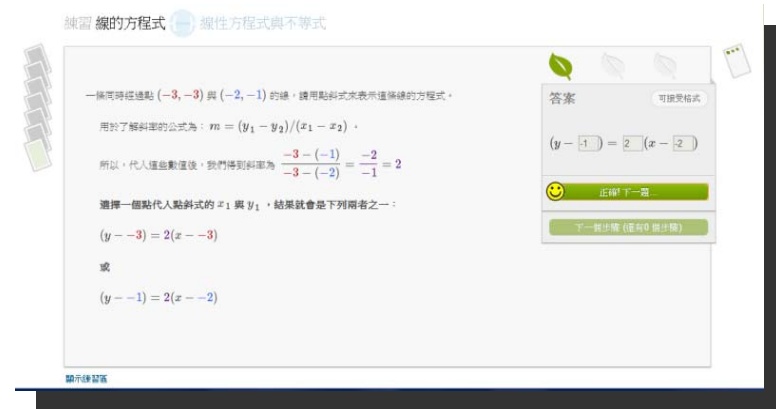 練習 線的方程式 線性方程式與不等式
一條同時經過點 (−3, −3) 與 (−2, −1) 的線，請用點斜式來表示這條線的方程式。
用於了解斜率的公式為：m = (y₁ − y₂)/(x₁ − x₂)。
所以，代入這些數值後，我們得到斜率為 −3 − (−1) / −3 − (−2) = −2 / −1 = 2
選擇一個點代入點斜式的 x₁ 與 y₁，結果就會是下列兩者之一：
(y − −3) = 2(x − −3)
或
(y − −1) = 2(x − −2)
答案 可接受格式
(y − -1 ) = 2 (x − -2 )
正確! 下一題...
下一個步驟 (還有0 個步驟)
顯示練習區